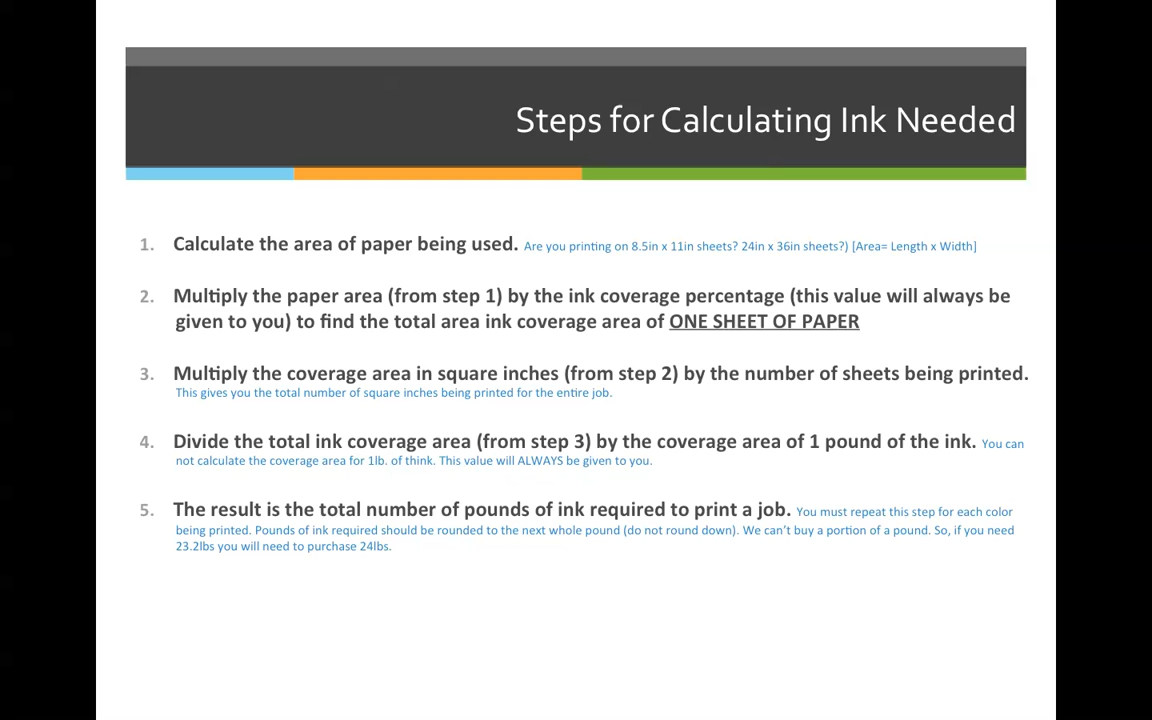 Steps for Calculating Ink Needed
1. Calculate the area of paper being used. Are you printing on 8.5in x 11in sheets? 24in x 36in sheets?) [Area= Length x Width]
2. Multiply the paper area (from step 1) by the ink coverage percentage (this value will always be
given to you) to find the total area ink coverage area of ONE SHEET OF PAPER
3. Multiply the coverage area in square inches (from step 2) by the number of sheets being printed.
This gives you the total number of square inches being printed for the entire job.
4. Divide the total ink coverage area (from step 3) by the coverage area of 1 pound of the ink. You can
not calculate the coverage area for 1lb. of think. This value will ALWAYS be given to you.
5. The result is the total number of pounds of ink required to print a job. You must repeat this step for each color
being printed. Pounds of ink required should be rounded to the next whole pound (do not round down). We can't buy a portion of a pound. So, if you need
23.2lbs you will need to purchase 24lbs.